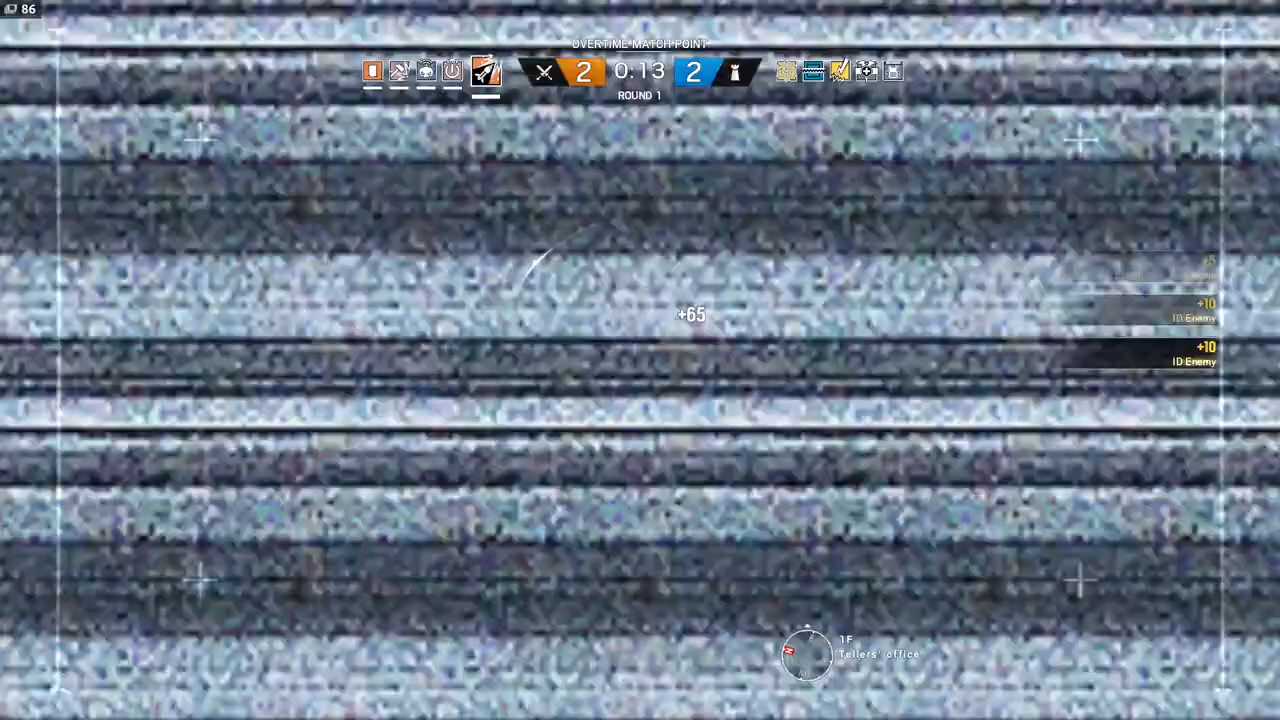 86
OVERTIME MATCH POINT
2 0:13 2
ROUND 1
+5
+65
+10
ID Enemy
+10
ID Enemy
1F
Tellers' office